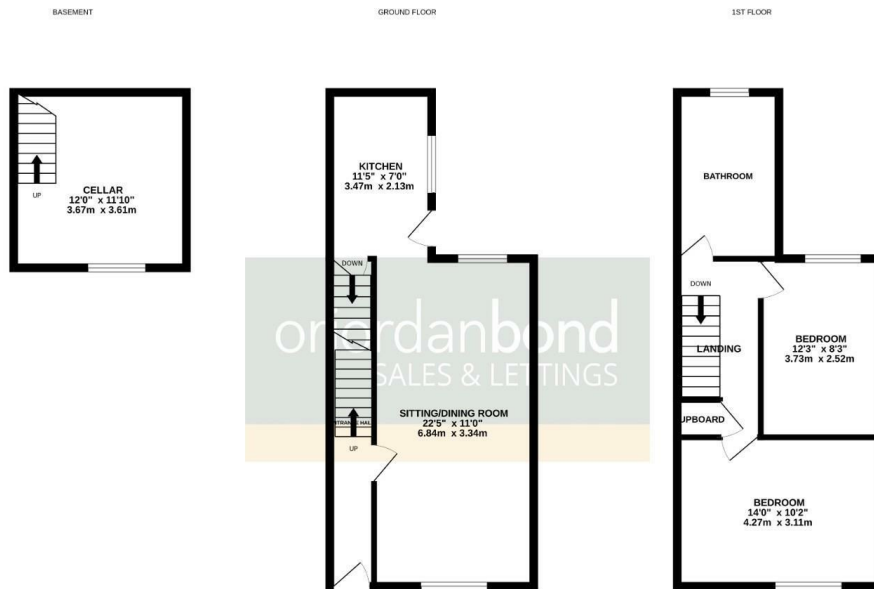 BASEMENT
GROUND FLOOR
1ST FLOOR
UP
CELLAR
12'0" x 11'10"
3.67m x 3.61m
KITCHEN
11'5" x 7'0"
3.47m x 2.13m
DOWN
SITTING/DINING ROOM
22'5" x 11'0"
6.84m x 3.34m
UP
BATHROOM
DOWN
LANDING
BEDROOM
12'3" x 8'3"
3.73m x 2.52m
UPBOARD
BEDROOM
14'0" x 10'2"
4.27m x 3.11m
SALES & LETTINGS